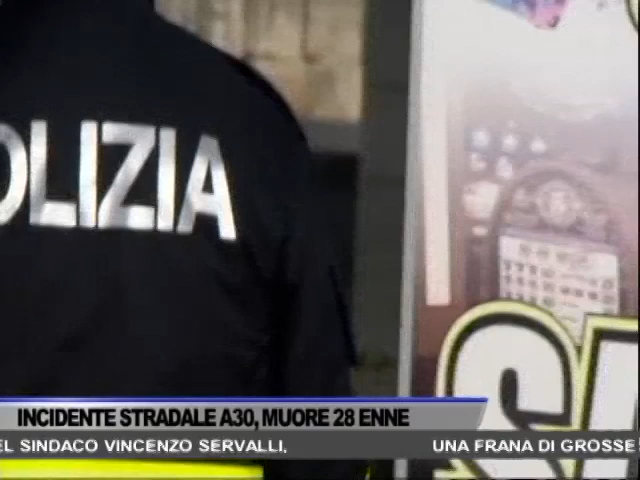 OLIZIA
INCIDENTE STRADALE A30, MUORE 28 ENNE
EL SINDACO VINCENZO SERVALLI, UNA FRANA DI GROSSE